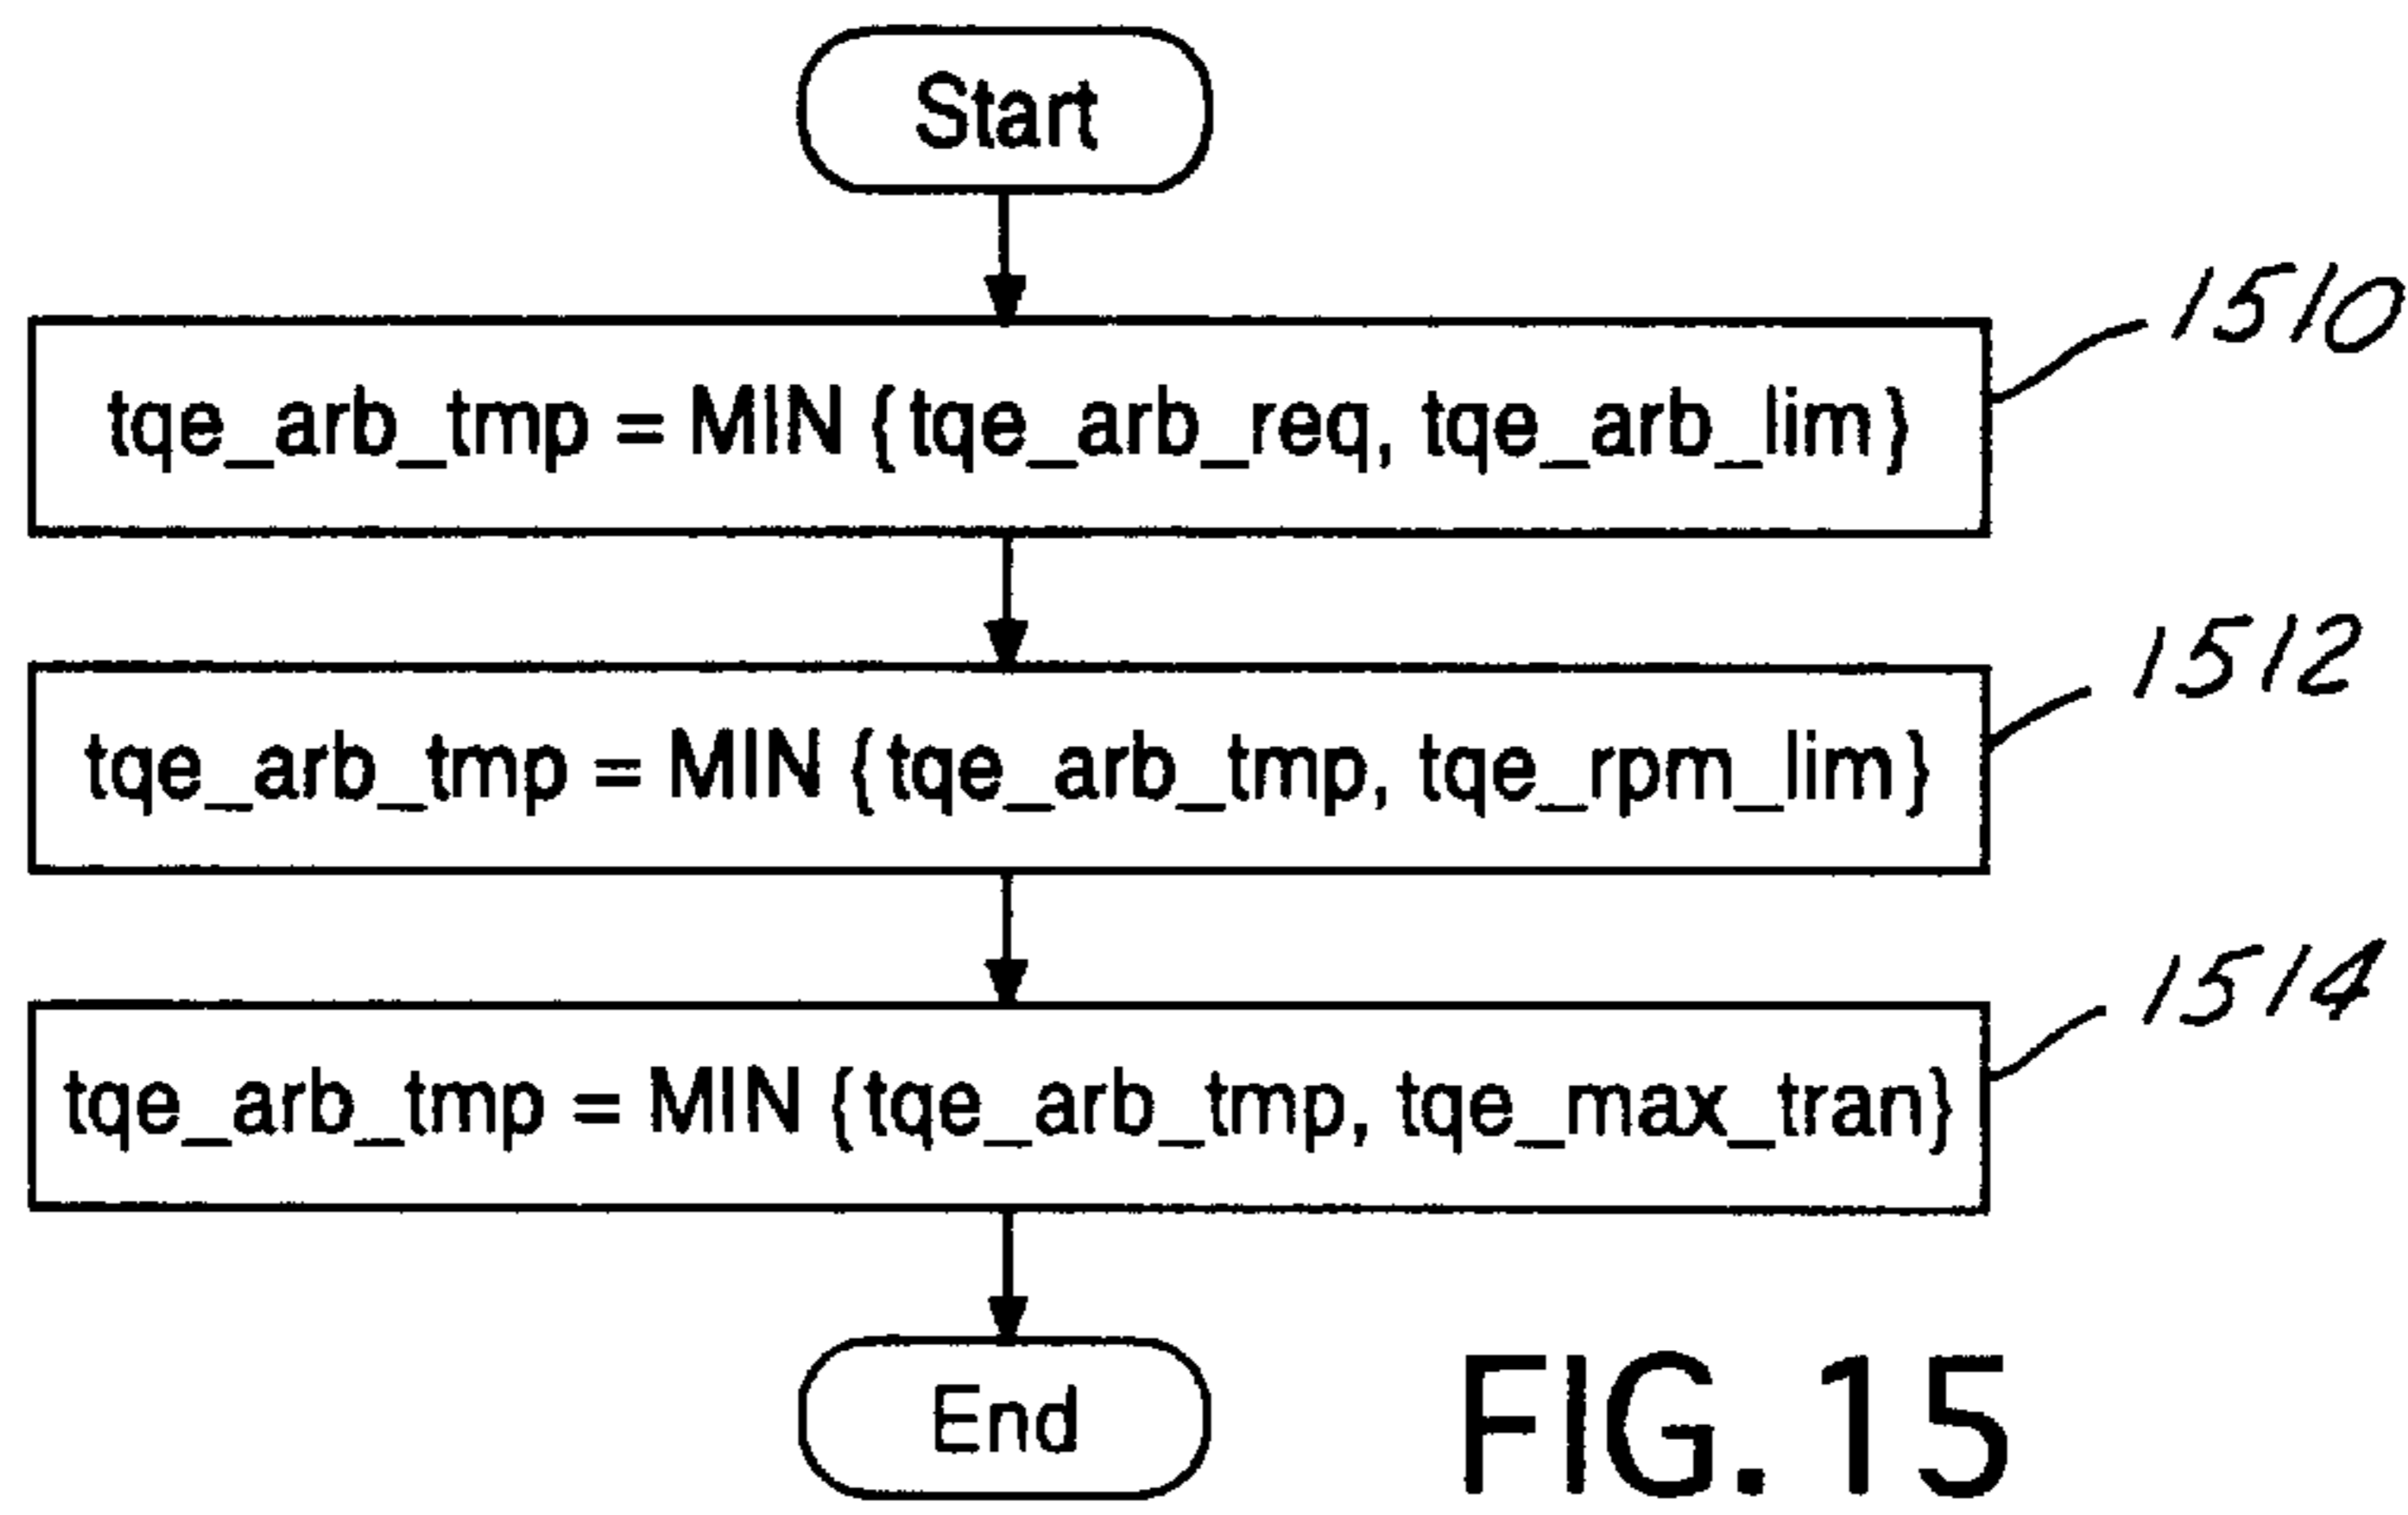 Start
1510
tqe_arb_tmp = MIN {tqe_arb_req, tqe_arb_lim}
1512
tqe_arb_tmp = MIN {tqe_arb_tmp, tqe_rpm_lim}
1514
tqe_arb_tmp = MIN {tqe_arb_tmp, tqe_max_tran}
End
FIG. 15